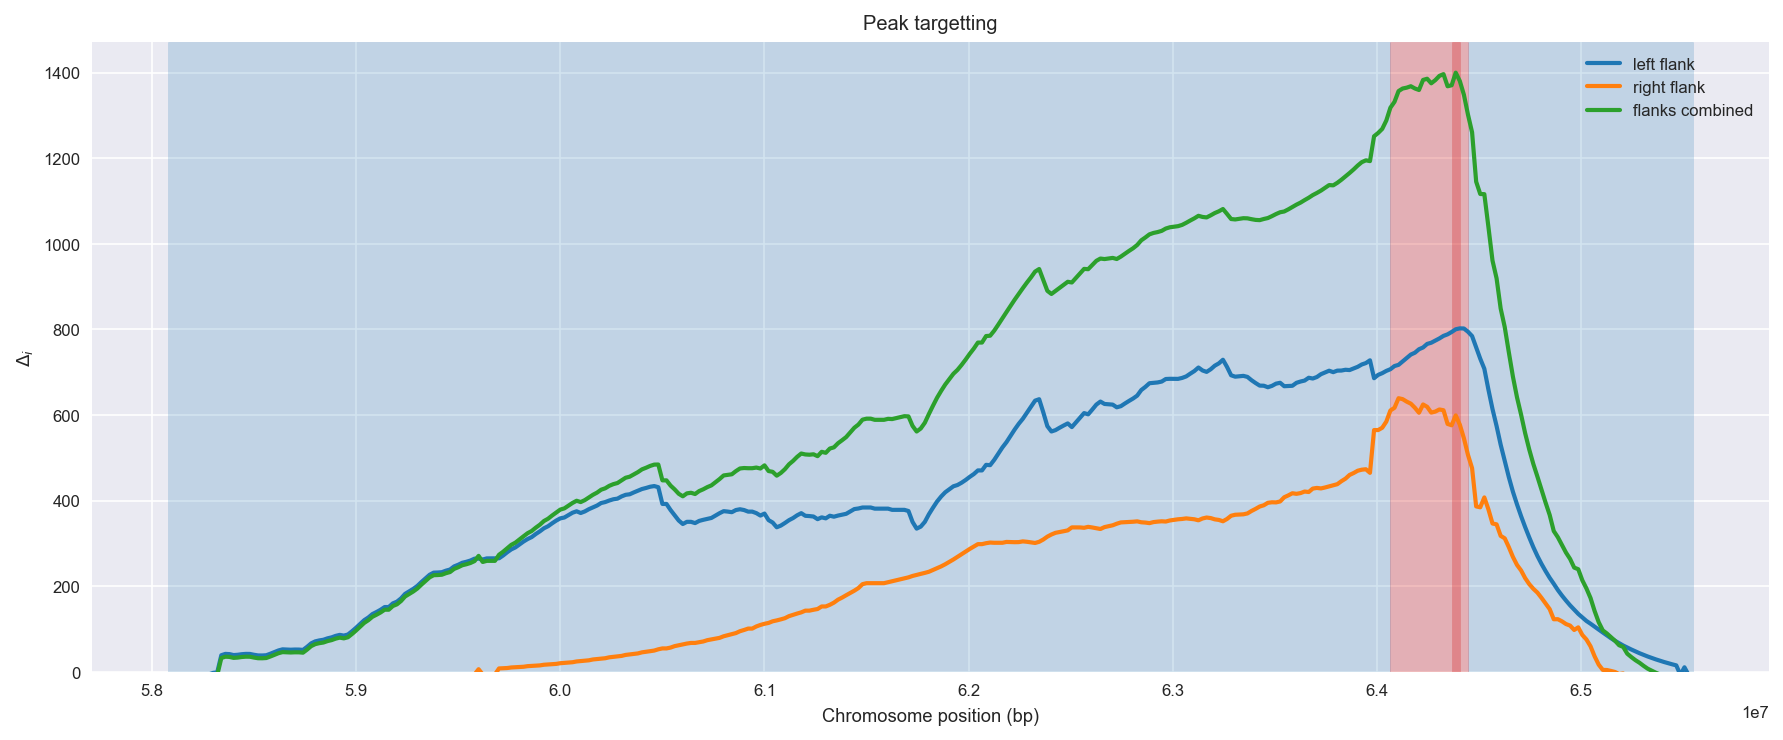 Peak targetting
left flank
right flank
flanks combined
1400
1200
1000
800
600
400
200
0
Δi
5.8 5.9 6.0 6.1 6.2 6.3 6.4 6.5
1e7
Chromosome position (bp)